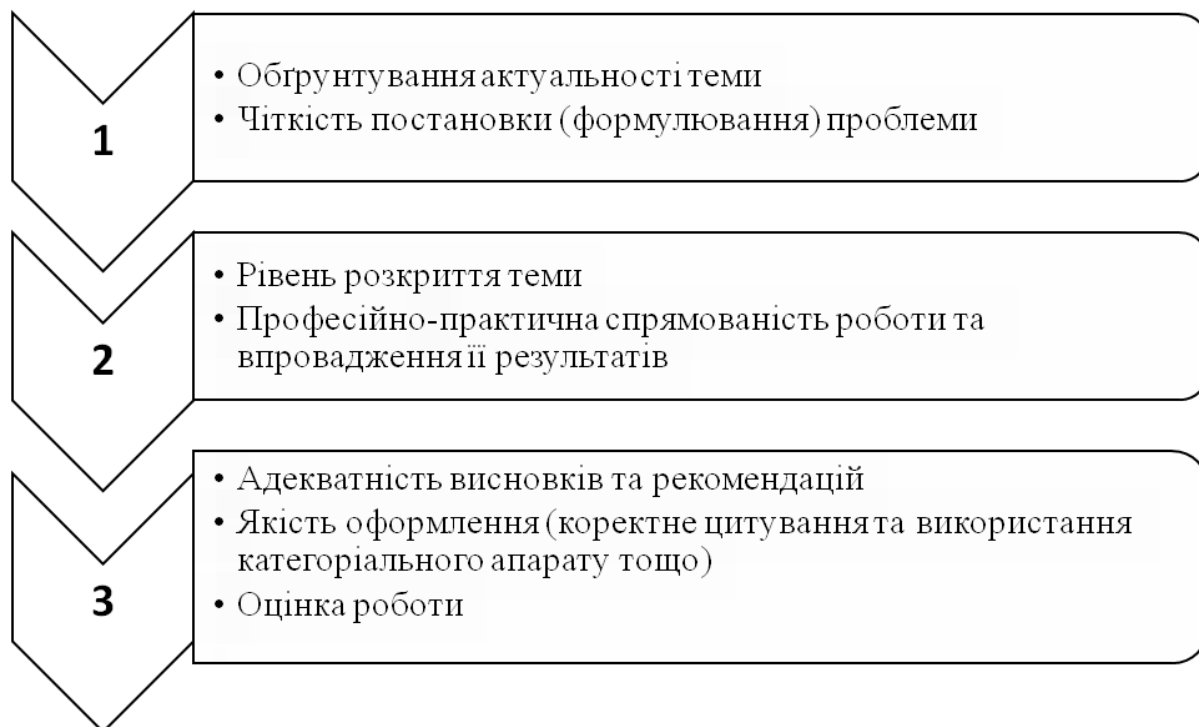 1
• Обґрунтування актуальності теми
• Чіткість постановки (формулювання) проблеми
2
• Рівень розкриття теми
• Професійно-практична спрямованість роботи та
впровадження її результатів
3
• Адекватність висновків та рекомендацій
• Якість оформлення (коректне цитування та використання
категоріального апарату тощо)
• Оцінка роботи